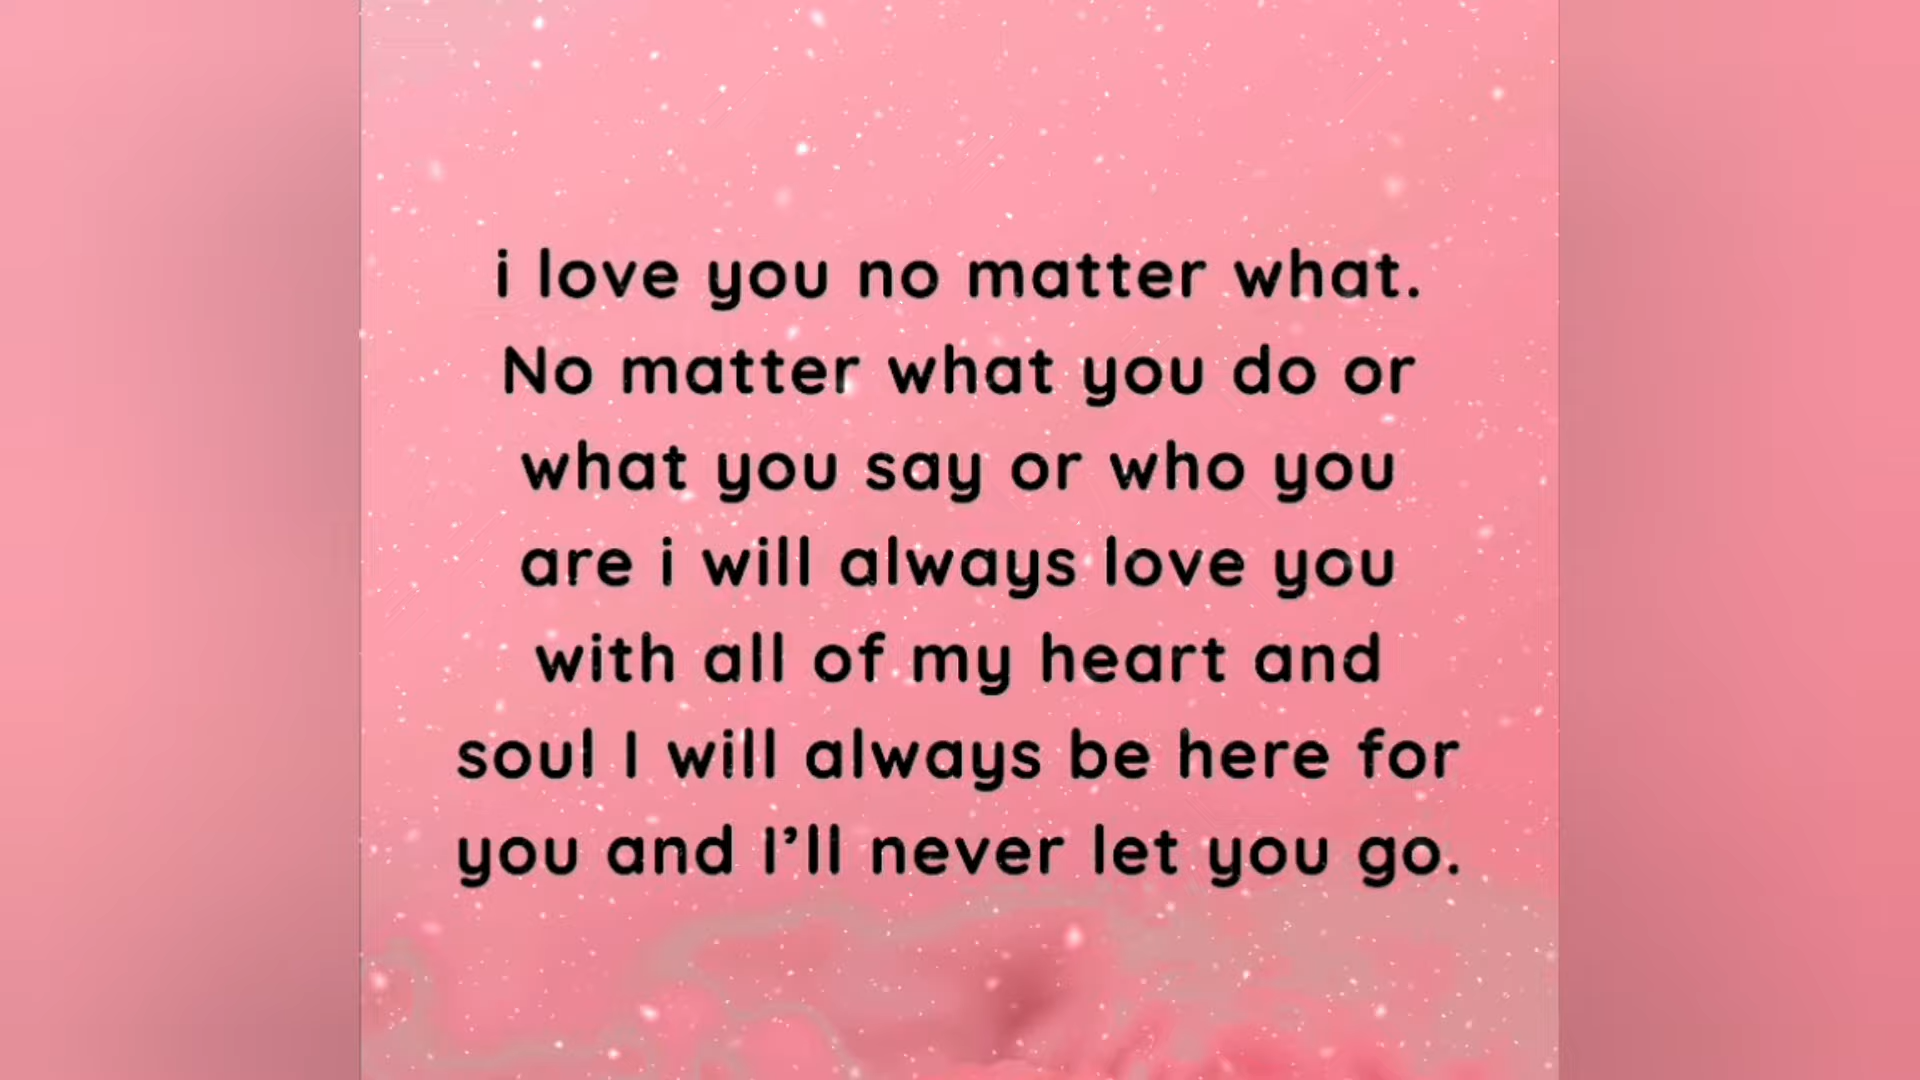 i love you no matter what.
No matter what you do or
what you say or who you
are i will always love you
with all of my heart and
soul I will always be here for
you and I’ll never let you go.